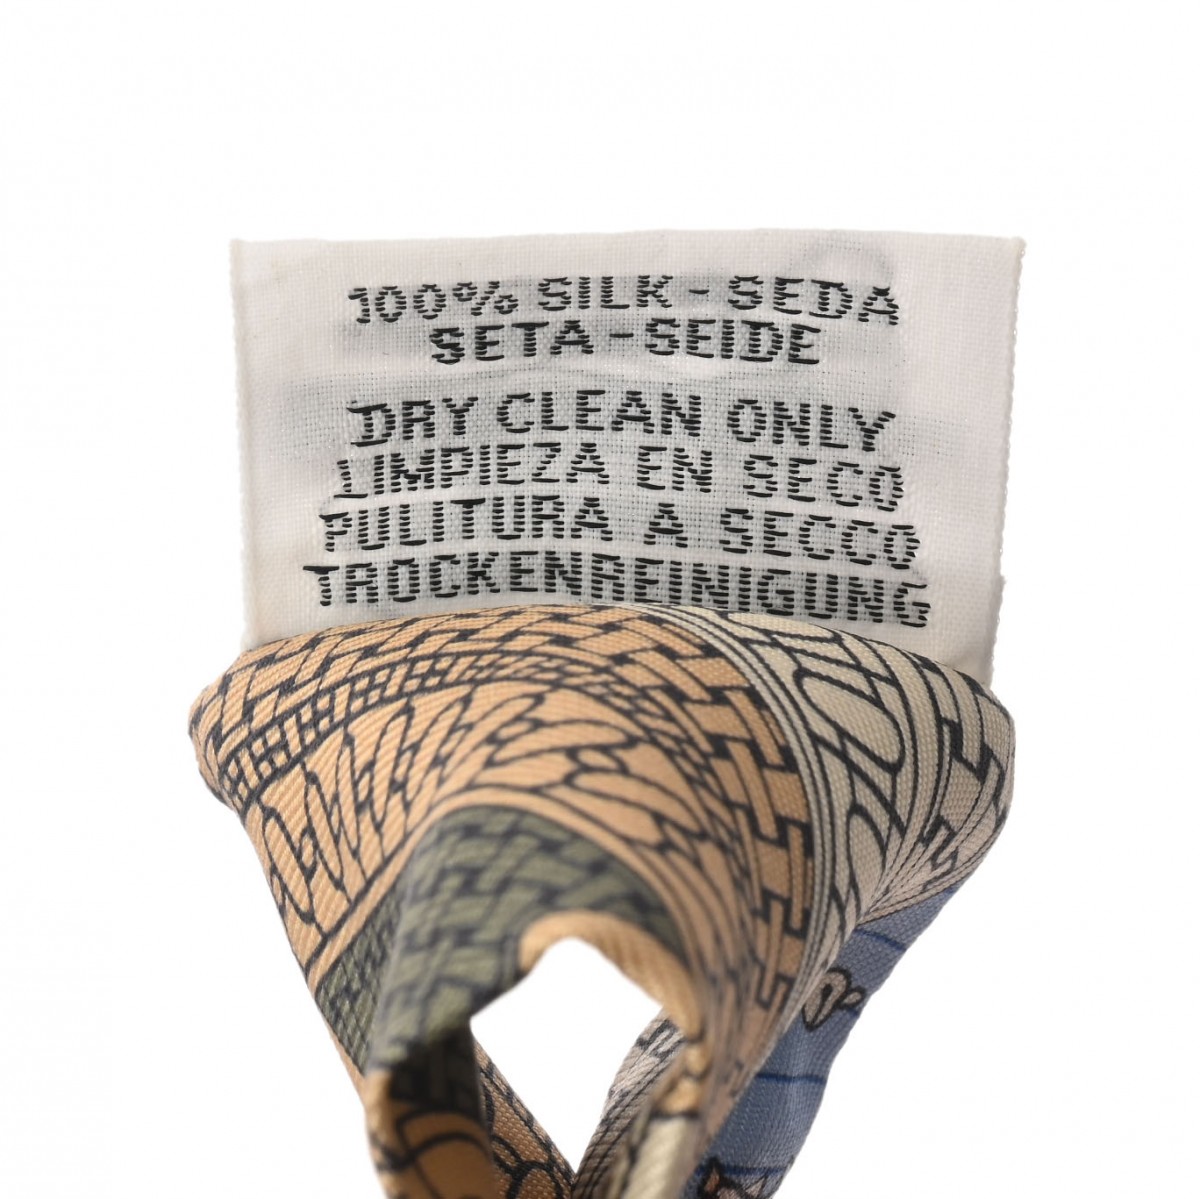 100% SILK - SEDA
SETA - SEIDE
DRY CLEAN ONLY
LIMPIEZA EN SECO
PULITURA A SECCO
TROCKENREINIGUNG